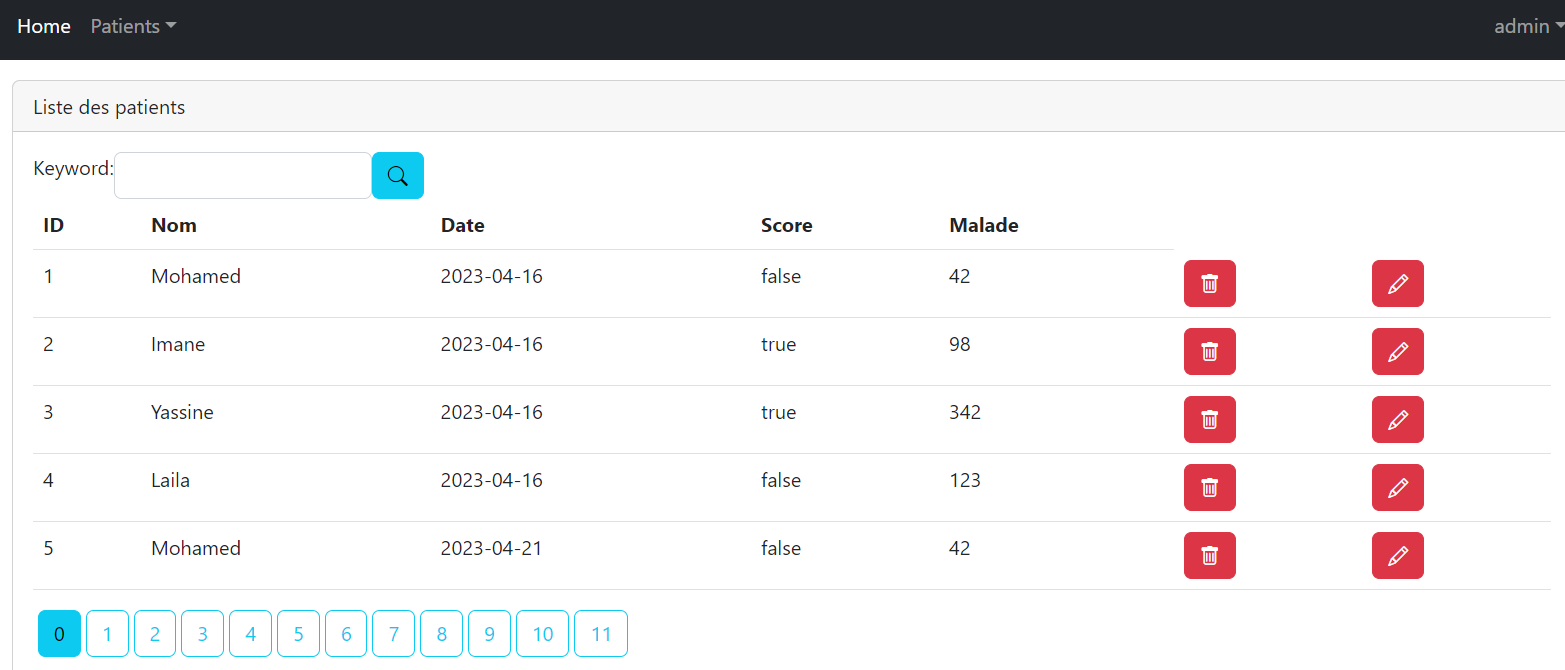 Home Patients admin
Liste des patients
Keyword:
ID Nom Date Score Malade
1 Mohamed 2023-04-16 false 42
2 Imane 2023-04-16 true 98
3 Yassine 2023-04-16 true 342
4 Laila 2023-04-16 false 123
5 Mohamed 2023-04-21 false 42
0 1 2 3 4 5 6 7 8 9 10 11